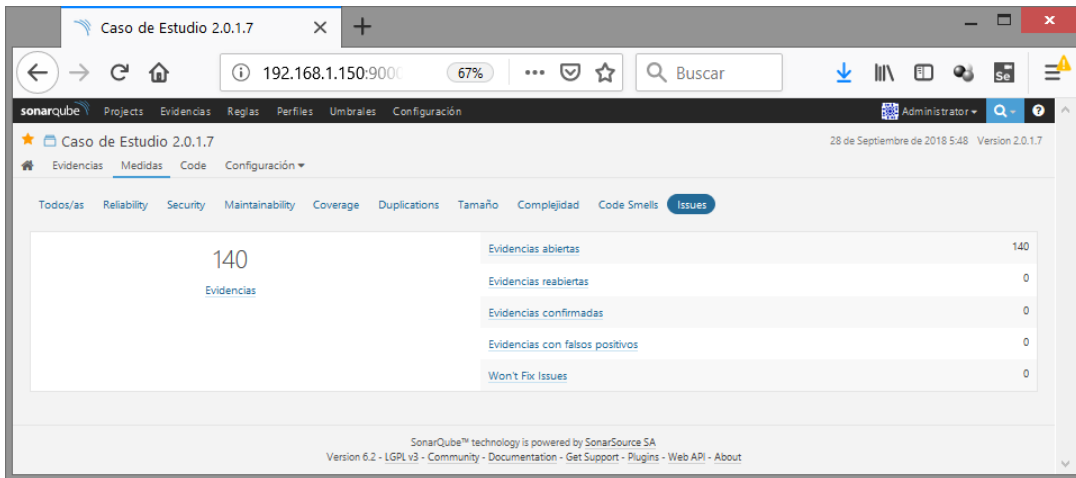 Caso de Estudio 2.0.1.7
192.168.1.150:9000 67% Buscar
sonarqube Projects Evidencias Reglas Perfiles Umbrales Configuración Administrator
Caso de Estudio 2.0.1.7 28 de Septiembre de 2018 5:48 Version 2.0.1.7
Evidencias Medidas Code Configuración
Todos/as Reliability Security Maintainability Coverage Duplications Tamaño Complejidad Code Smells Issues
140
Evidencias
Evidencias abiertas 140
Evidencias reabiertas 0
Evidencias confirmadas 0
Evidencias con falsos positivos 0
Won't Fix Issues 0
SonarQube™ technology is powered by SonarSource SA
Version 6.2 - LGPL v3 - Community - Documentation - Get Support - Plugins - Web API - About